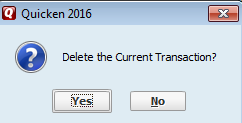 Quicken 2016
Delete the Current Transaction?
Yes
No